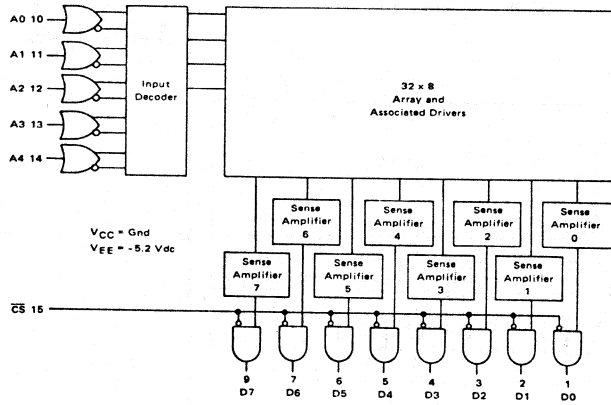 A0 10
A1 11
A2 12
A3 13
A4 14
Input
Decoder
32 × 8
Array and
Associated Drivers
VCC = Gnd
VEE = -5.2 Vdc
Sense
Amplifier
6
Sense
Amplifier
4
Sense
Amplifier
2
Sense
Amplifier
0
Sense
Amplifier
7
Sense
Amplifier
5
Sense
Amplifier
3
Sense
Amplifier
1
CS 15
9 7 6 5 4 3 2 1
D7 D6 D5 D4 D3 D2 D1 D0